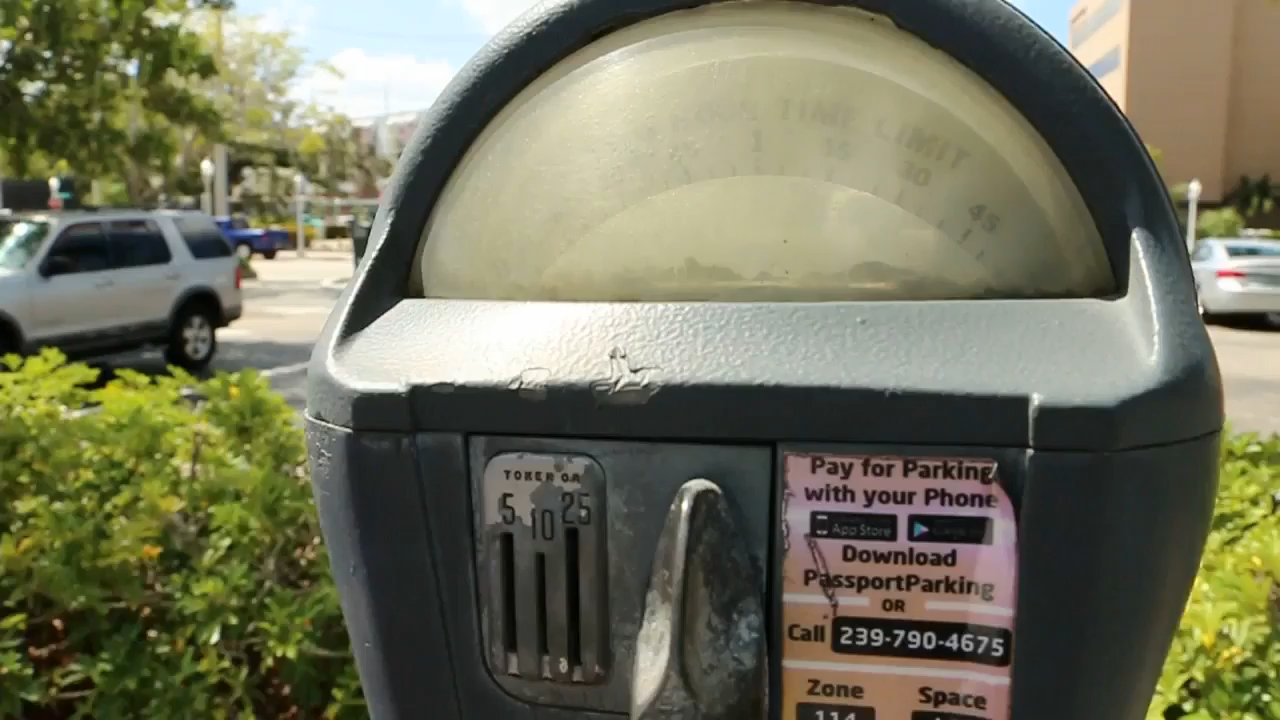 TIME LIMIT
1 15 30 45
TOKEN OR
5 10 25
Pay for Parking
with your Phone
App Store
Download
PassportParking
OR
Call 239-790-4675
Zone Space
114